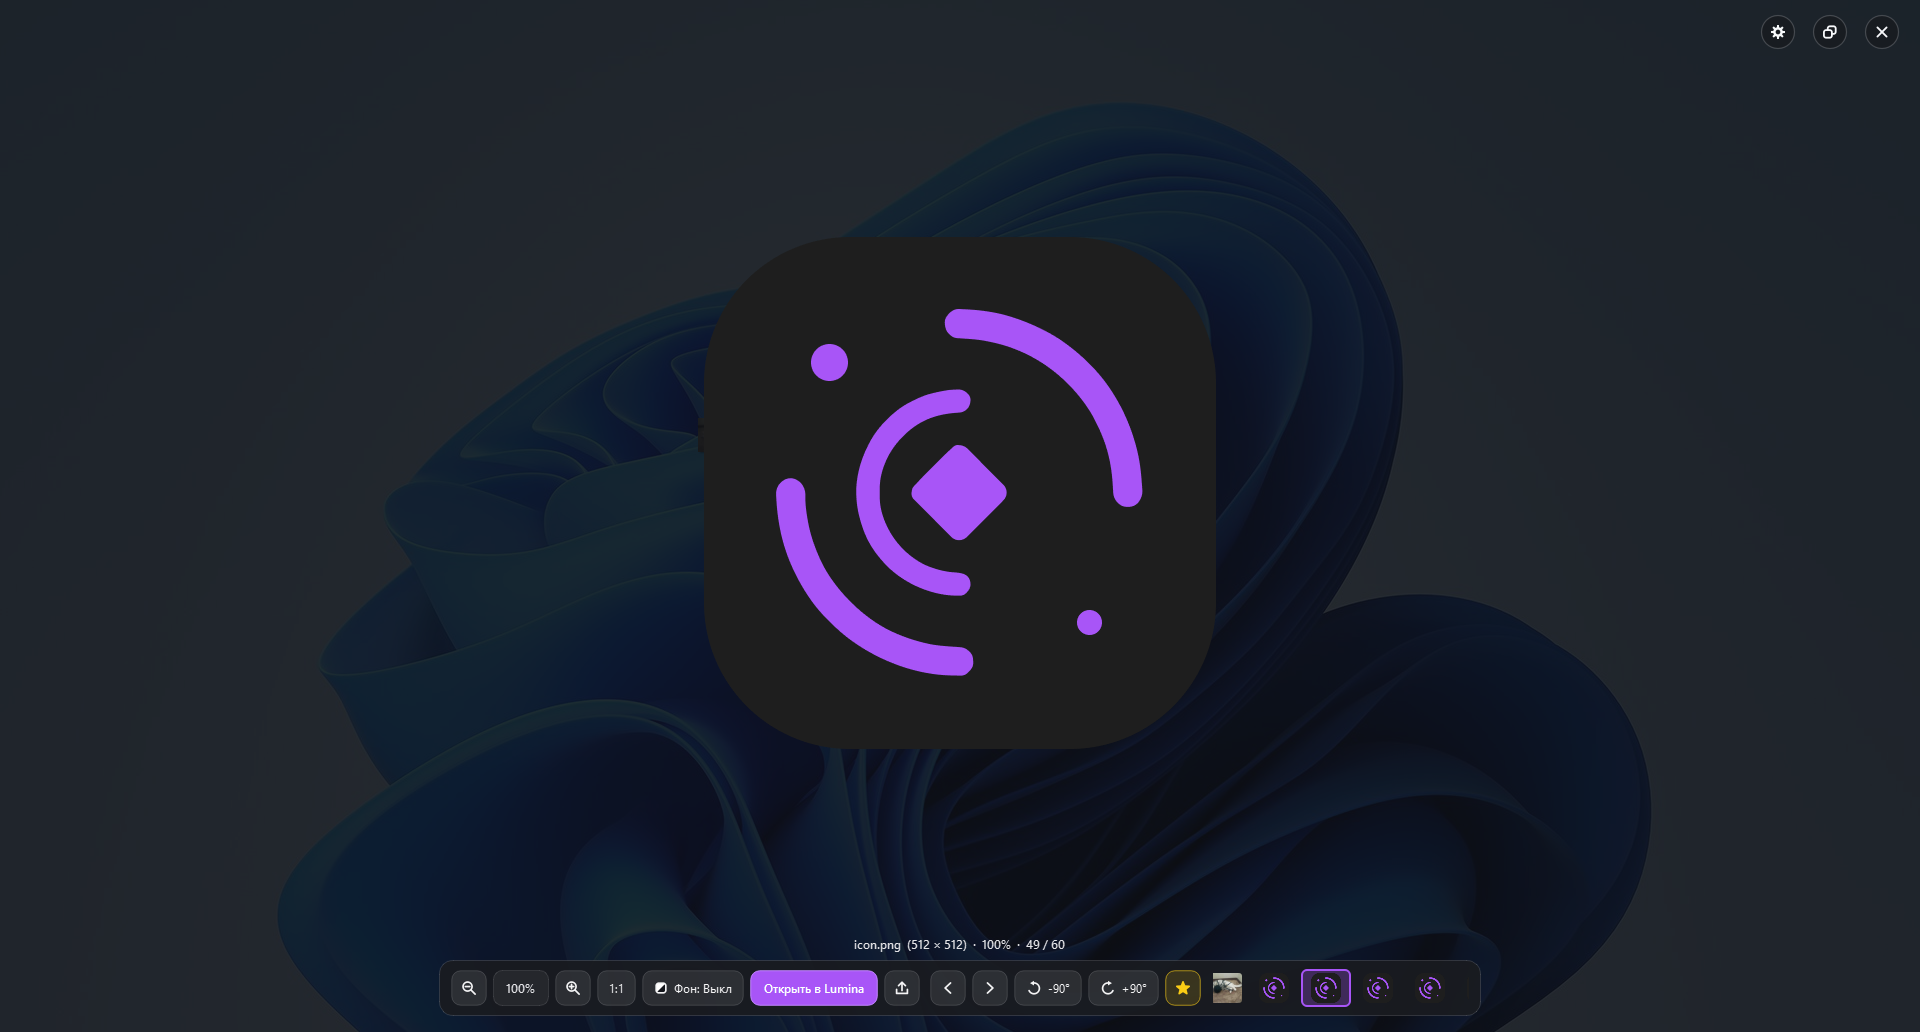 icon.png (512 × 512) · 100% · 49 / 60
100% 1:1 Фон: Выкл Открыть в Lumina -90° +90°